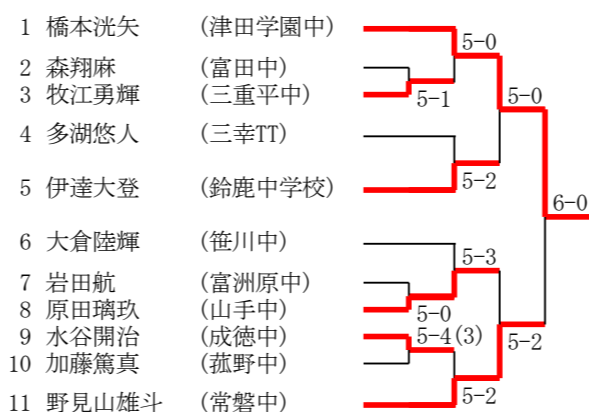 1 橋本洸矢 (津田学園中)
5-0
2 森翔麻 (富田中)
3 牧江勇輝 (三重平中)
5-1
5-0
4 多湖悠人 (三幸TT)
5-2
5 伊達大登 (鈴鹿中学校)
6-0
6 大倉陸輝 (笹川中)
5-3
7 岩田航 (富洲原中)
8 原田璃玖 (山手中)
5-0
9 水谷開治 (成徳中)
5-4(3)
5-2
10 加藤篤真 (菰野中)
5-2
11 野見山雄斗 (常磐中)